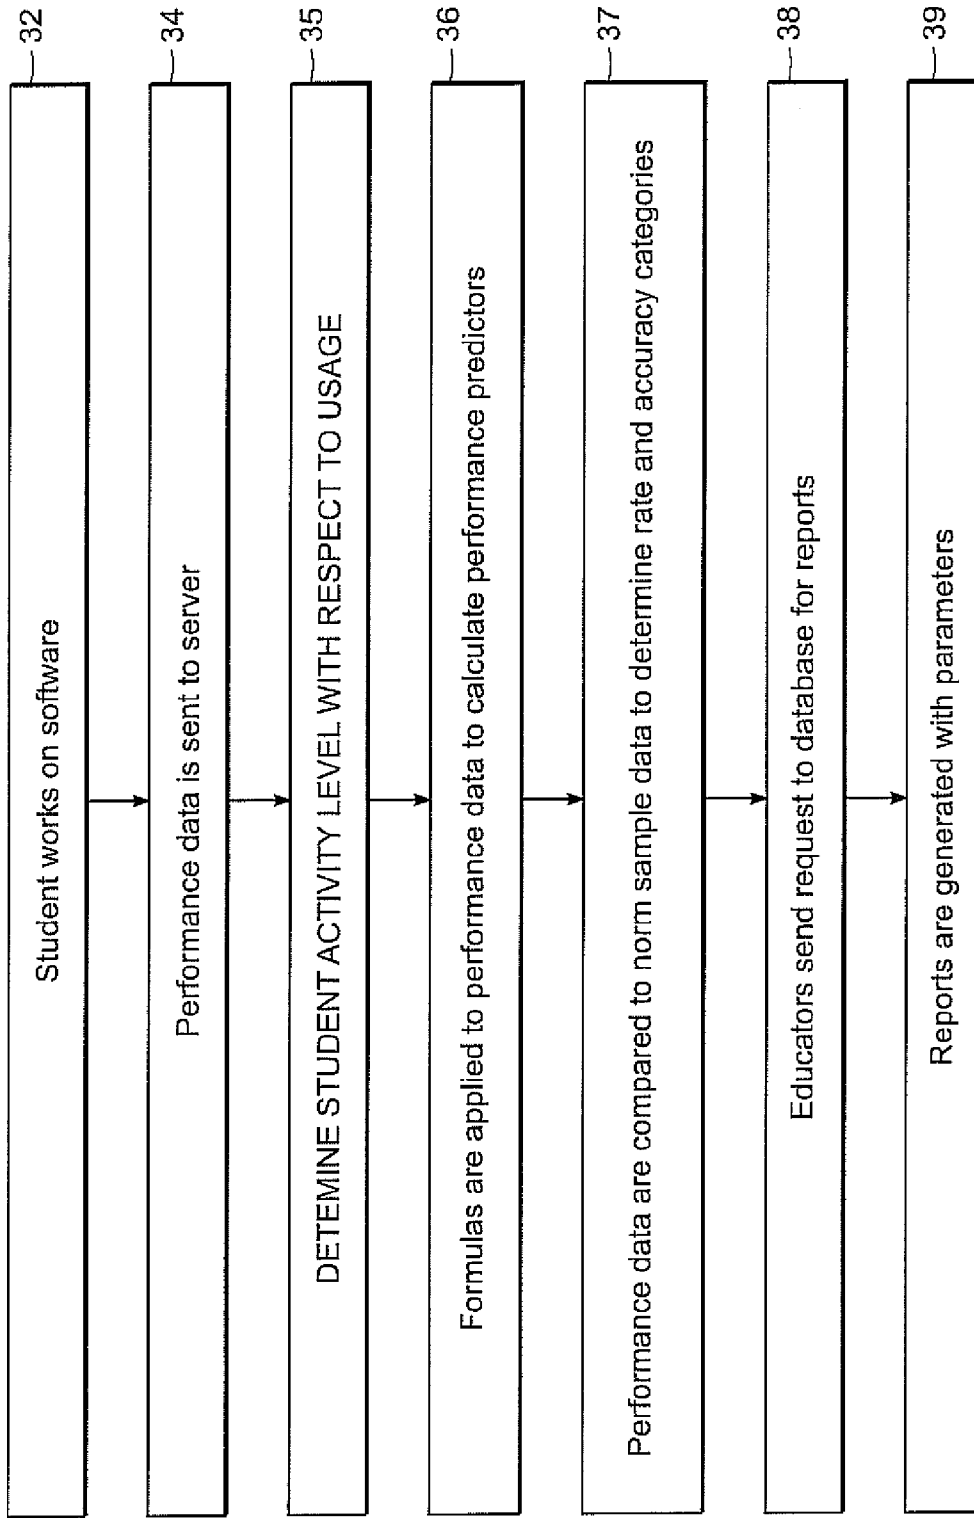 Student works on software
32
Performance data is sent to server
34
DETEMINE STUDENT ACTIVITY LEVEL WITH RESPECT TO USAGE
35
Formulas are applied to performance data to calculate performance predictors
36
Performance data are compared to norm sample data to determine rate and accuracy categories
37
Educators send request to database for reports
38
Reports are generated with parameters
39